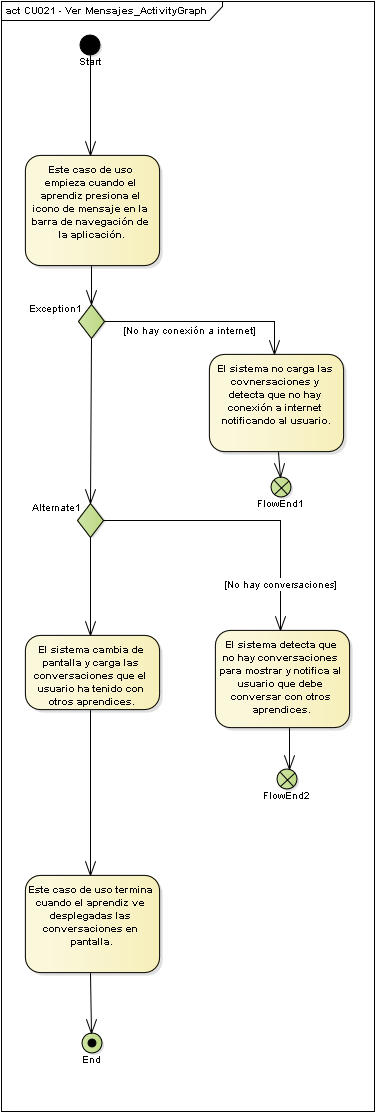 act CU021 - Ver Mensajes_ActivityGraph
Start
Este caso de uso
empieza cuando el
aprendiz presiona el
icono de mensaje en la
barra de navegación de
la aplicación.
Exception1
[No hay conexión a internet]
El sistema no carga las
covnersaciones y
detecta que no hay
conexión a internet
notificando al usuario.
FlowEnd1
Alternate1
[No hay conversaciones]
El sistema cambia de
pantalla y carga las
conversaciones que el
usuario ha tenido con
otros aprendices.
El sistema detecta que
no hay conversaciones
para mostrar y notifica al
usuario que debe
conversar con otros
aprendices.
FlowEnd2
Este caso de uso termina
cuando el aprendiz ve
desplegadas las
conversaciones en
pantalla.
End